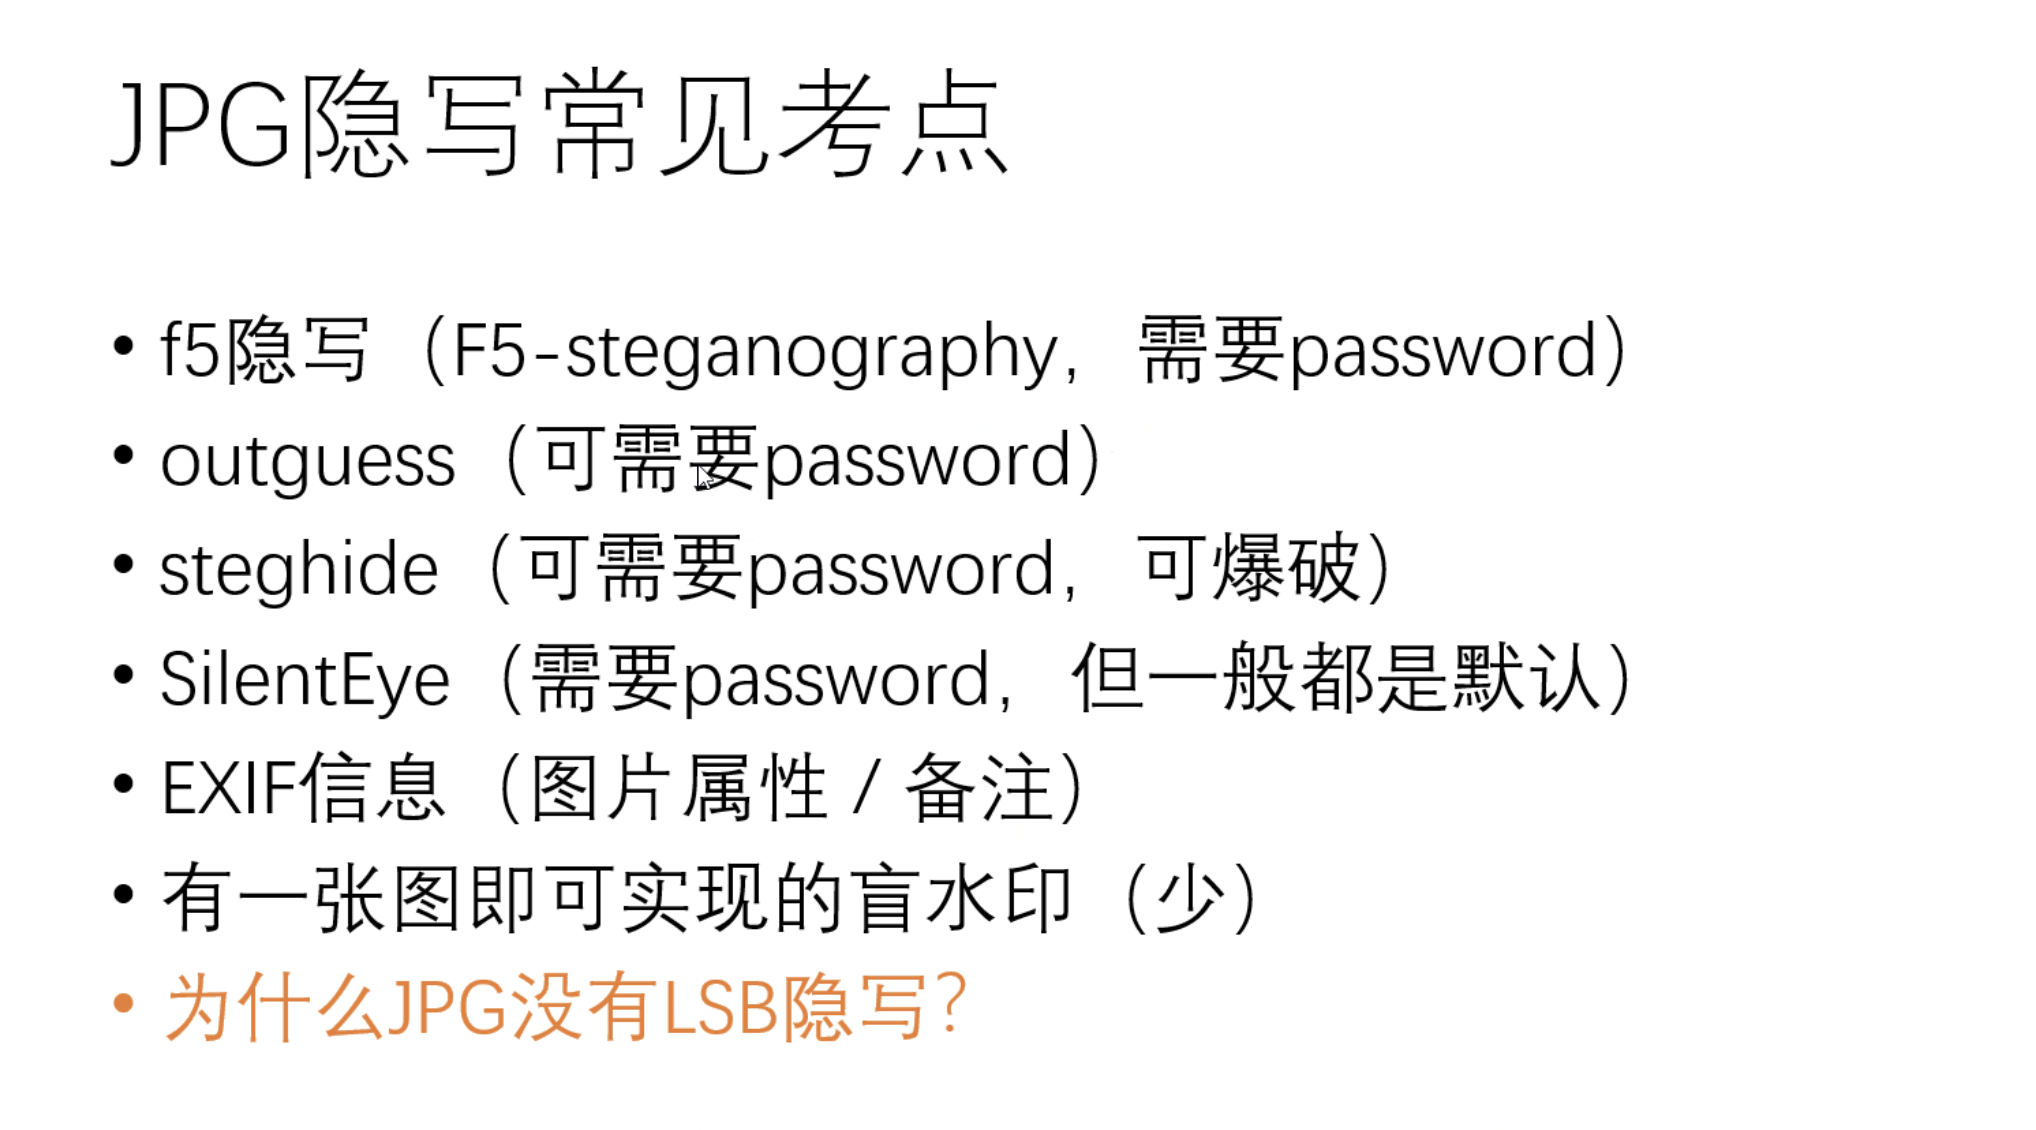 JPG隐写常见考点
• f5隐写（F5-steganography，需要password）
• outguess（可需要password）
• steghide（可需要password，可爆破）
• SilentEye（需要password，但一般都是默认）
• EXIF信息（图片属性 / 备注）
• 有一张图即可实现的盲水印（少）
• 为什么JPG没有LSB隐写？